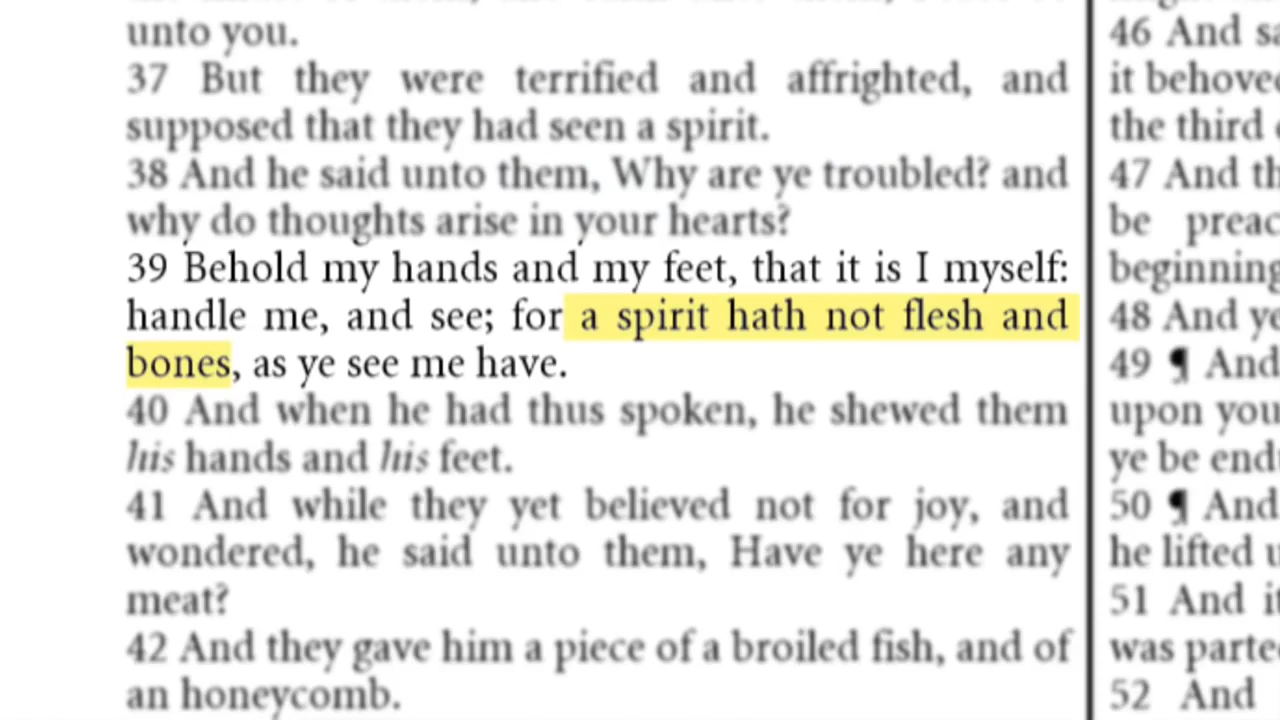 unto you.
37 But they were terrified and affrighted, and
supposed that they had seen a spirit.
38 And he said unto them, Why are ye troubled? and
why do thoughts arise in your hearts?
39 Behold my hands and my feet, that it is I myself:
handle me, and see; for a spirit hath not flesh and
bones, as ye see me have.
40 And when he had thus spoken, he shewed them
his hands and his feet.
41 And while they yet believed not for joy, and
wondered, he said unto them, Have ye here any
meat?
42 And they gave him a piece of a broiled fish, and of
an honeycomb.
46 And
it behoved
the third
47 And
be
beginning
48 And
49 ¶ And
upon you
ye be
50 ¶ And
he lifted
51 And
was
52 And